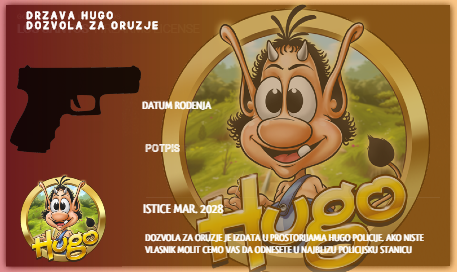 DRZAVA HUGO
DOZVOLA ZA ORUZJE
DATUM RODENJA
POTPIS
Hugo
Hugo
ISTICE MAR. 2028
DOZVOLA ZA ORUZJE JE IZDATA U PROSTORIJAMA HUGO POLICIJE. AKO NISTE
VLASNIK MOLIT CEMO VAS DA ODNESETE U NAJBLIZU POLICIJSKU STANICU